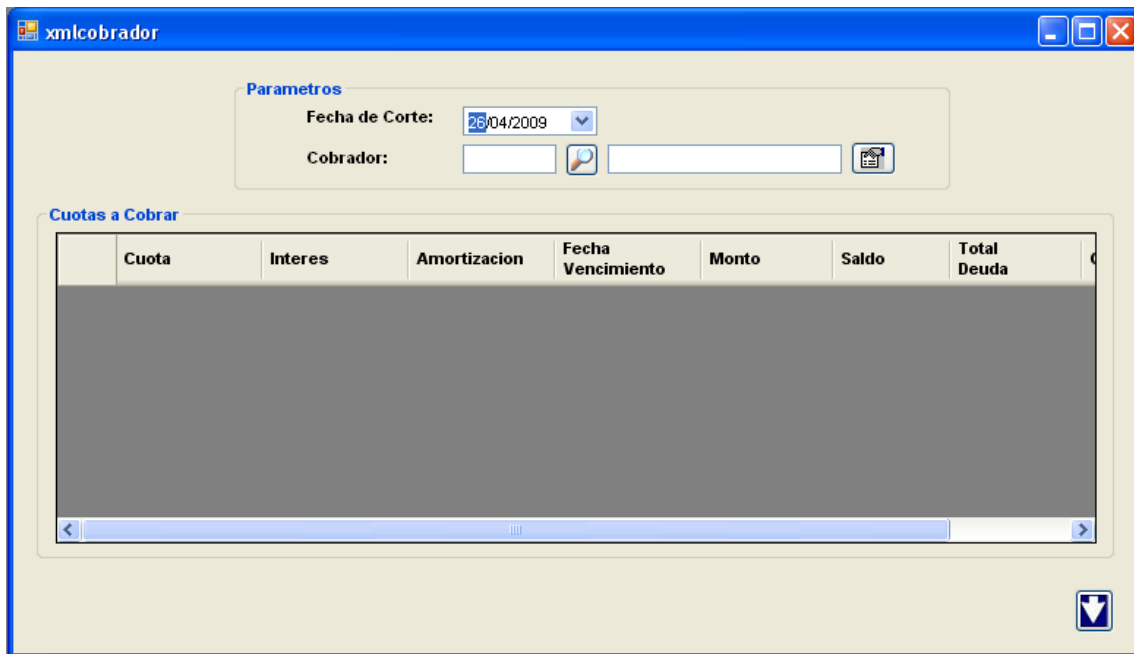 xmlcobrador
Parametros
Fecha de Corte: 26/04/2009
Cobrador:
Cuotas a Cobrar
Cuota Interes Amortizacion Fecha Vencimiento Monto Saldo Total Deuda